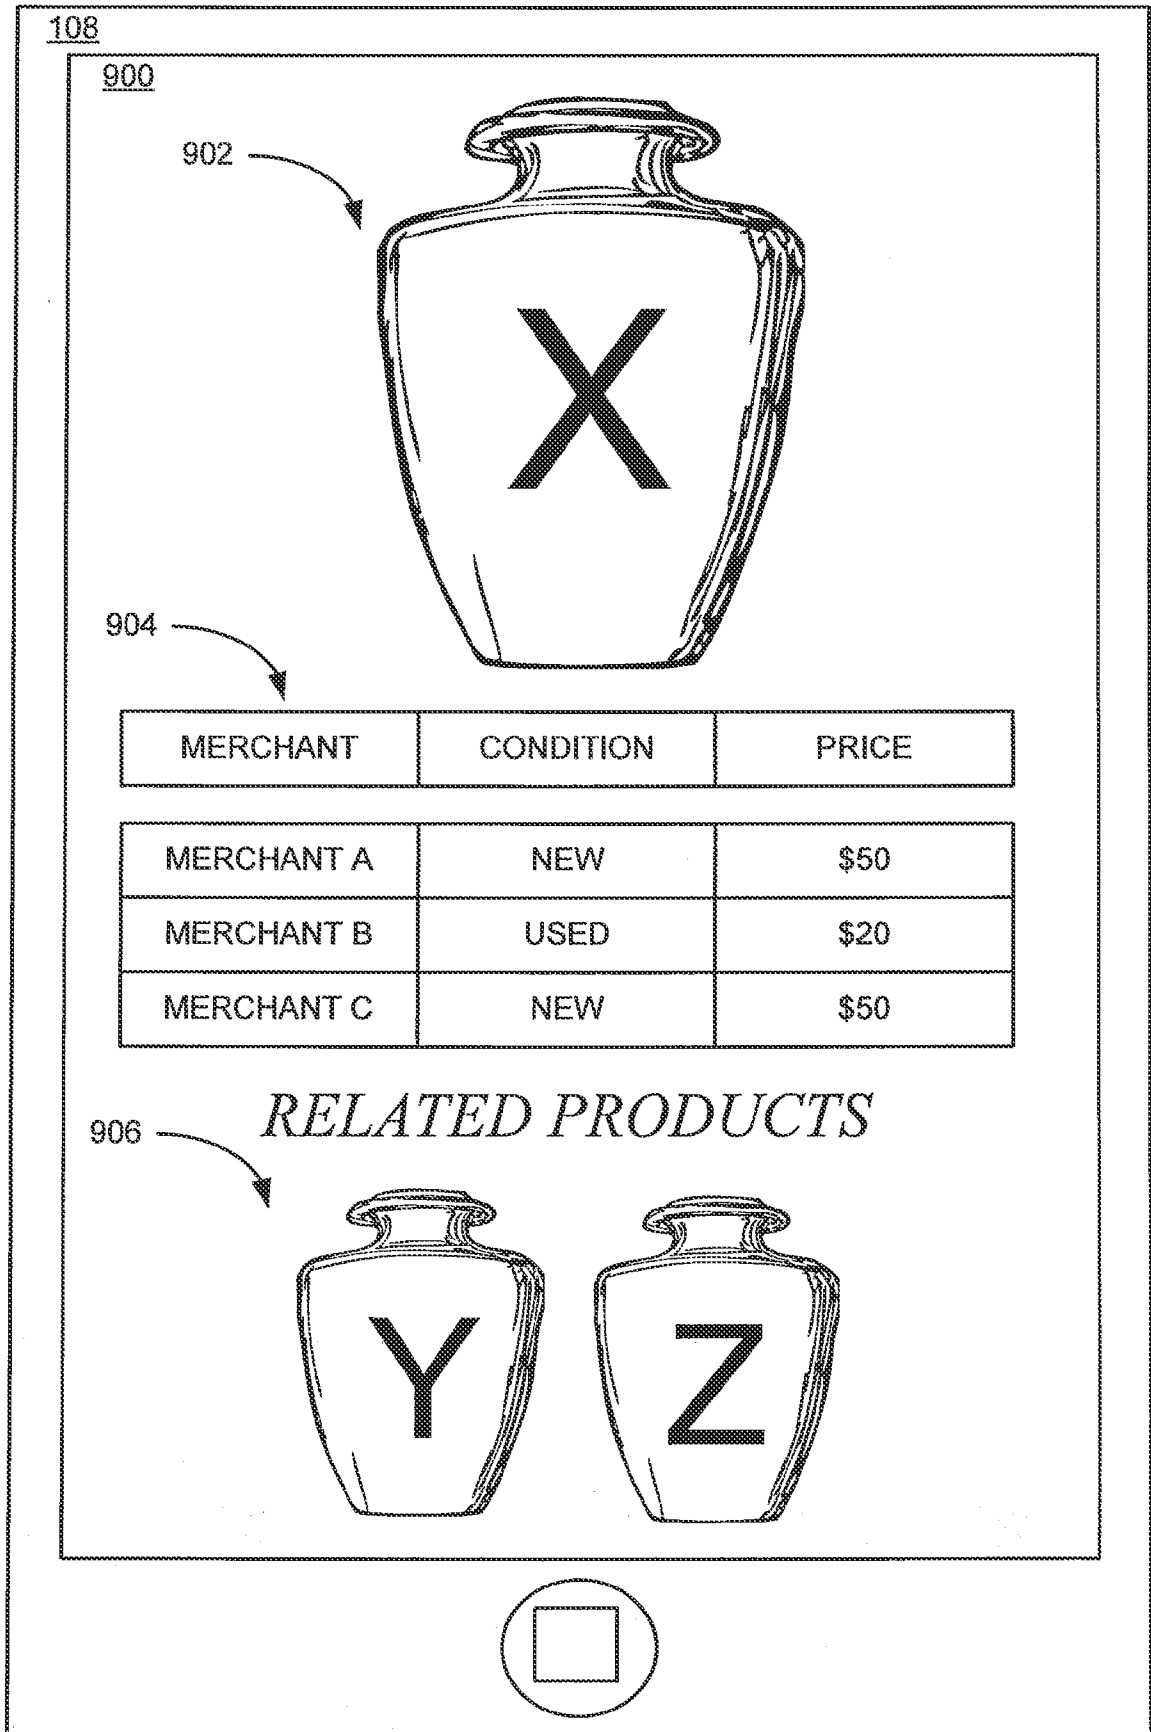 108
900
902
X
904
MERCHANT CONDITION PRICE
MERCHANT A NEW $50
MERCHANT B USED $20
MERCHANT C NEW $50
RELATED PRODUCTS
906
Y Z